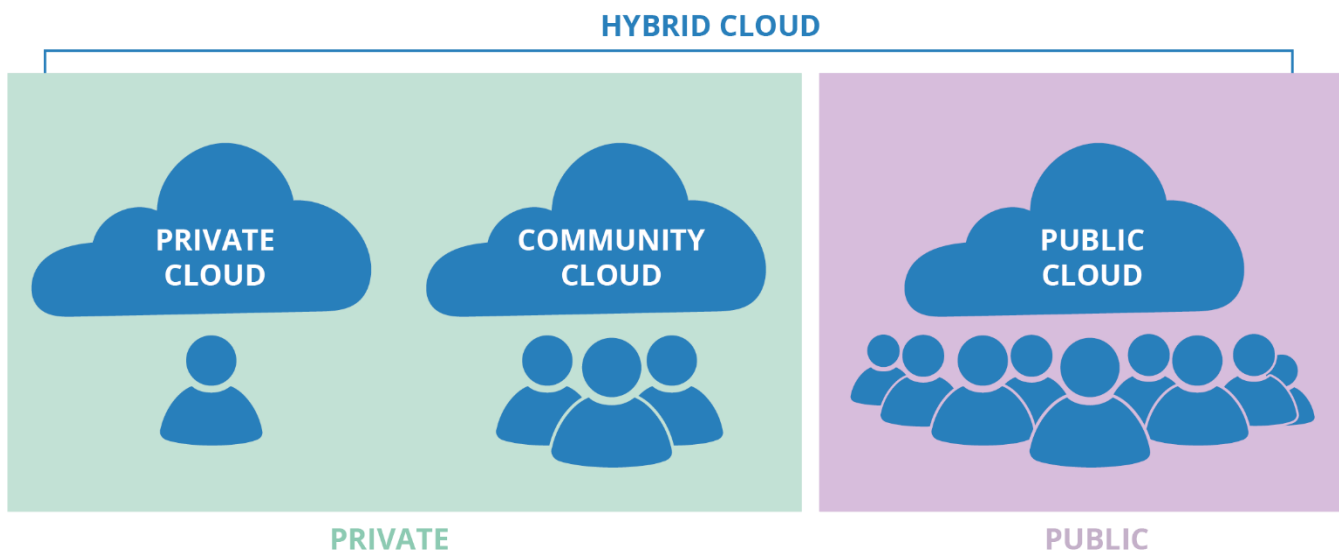 HYBRID CLOUD
PRIVATE
CLOUD
COMMUNITY
CLOUD
PUBLIC
CLOUD
PRIVATE
PUBLIC